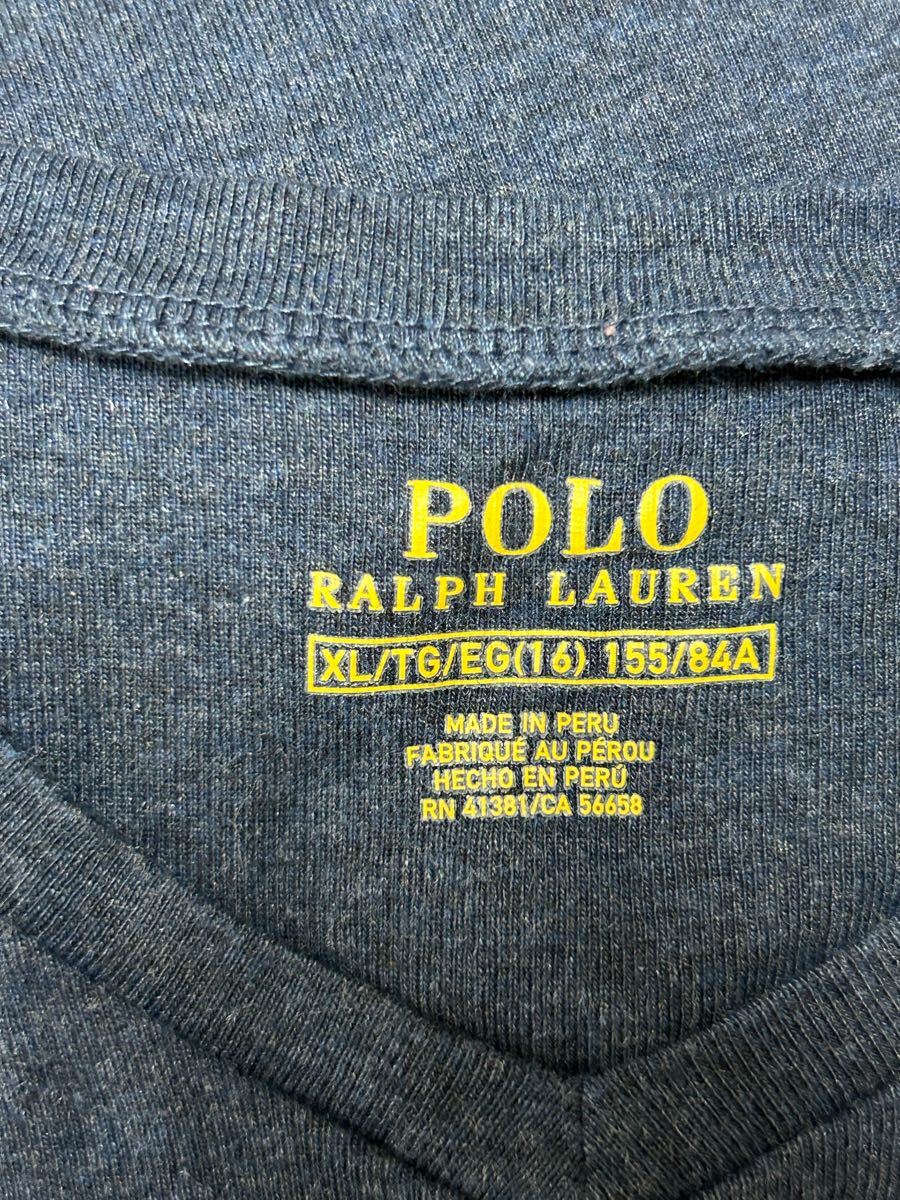 POLO
RALPH LAUREN
XL/TG/EG(16) 155/84A
MADE IN PERU
FABRIQUÉ AU PÉROU
HECHO EN PERÚ
RN 41381/CA 56658